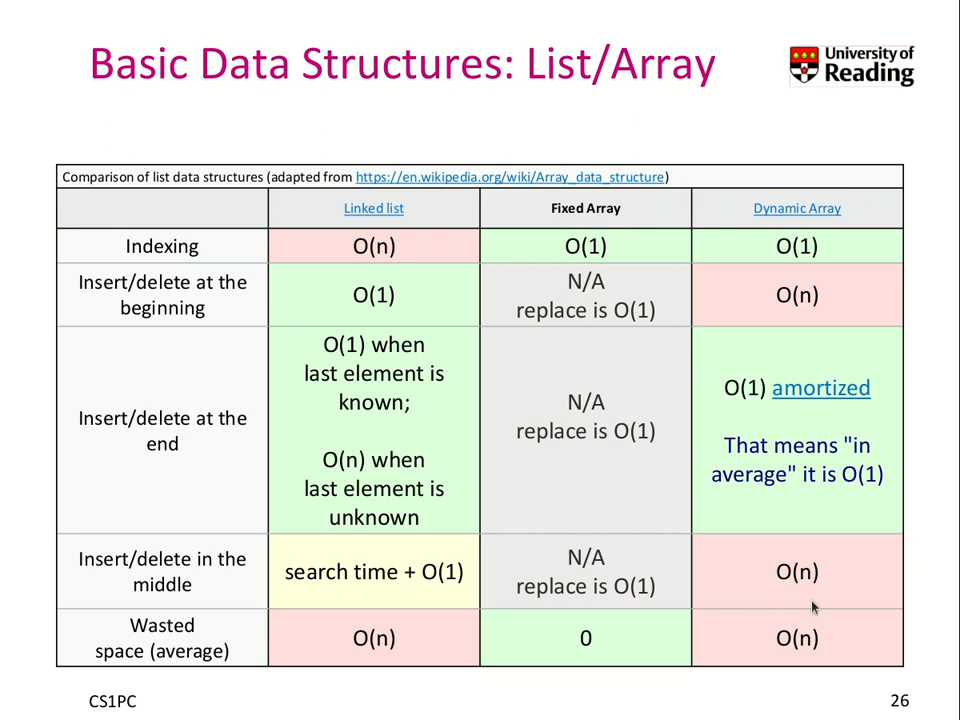 Basic Data Structures: List/Array
University of
Reading
Comparison of list data structures (adapted from https://en.wikipedia.org/wiki/Array_data_structure)
Linked list
Fixed Array
Dynamic Array
Indexing
O(n)
O(1)
O(1)
Insert/delete at the
beginning
O(1)
N/A
replace is O(1)
O(n)
Insert/delete at the
end
O(1) when
last element is
known;
O(n) when
last element is
unknown
N/A
replace is O(1)
O(1) amortized
That means "in
average" it is O(1)
Insert/delete in the
middle
search time + O(1)
N/A
replace is O(1)
O(n)
Wasted
space (average)
O(n)
0
O(n)
CS1PC
26